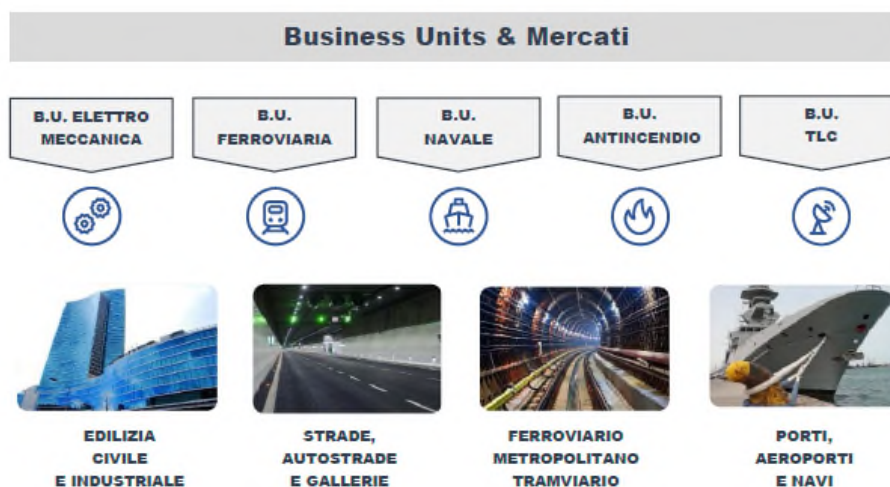 Business Units & Mercati
B.U. ELETTRO
MECCANICA
B.U.
FERROVIARIA
B.U.
NAVALE
B.U.
ANTINCENDIO
B.U.
TLC
EDILIZIA
CIVILE
E INDUSTRIALE
STRADE,
AUTOSTRADE
E GALLERIE
FERROVIARIO
METROPOLITANO
TRAMVIARIO
PORTI,
AEROPORTI
E NAVI